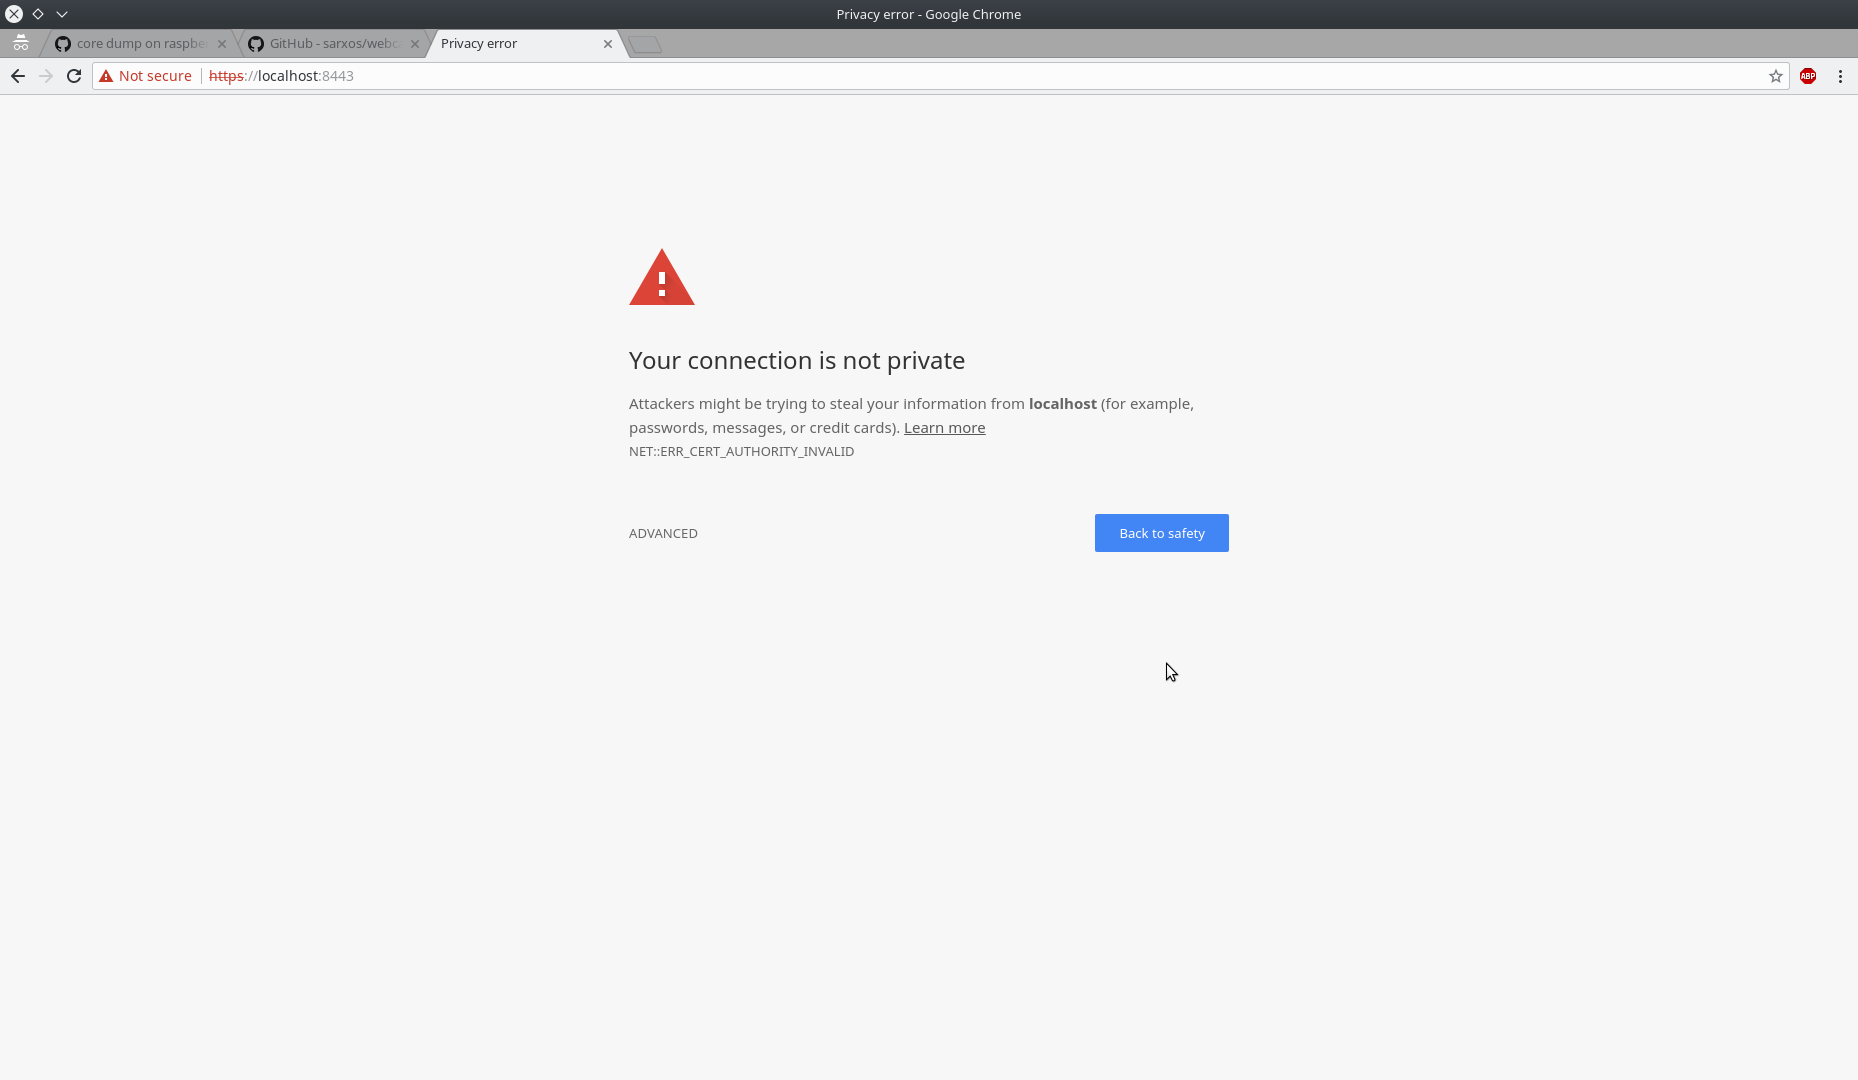 Privacy error - Google Chrome
core dump on raspbe
GitHub - sarxos/webc
Privacy error
Not secure
https://localhost:8443
ABP
Your connection is not private
Attackers might be trying to steal your information from localhost (for example,
passwords, messages, or credit cards). Learn more
NET::ERR_CERT_AUTHORITY_INVALID
ADVANCED
Back to safety